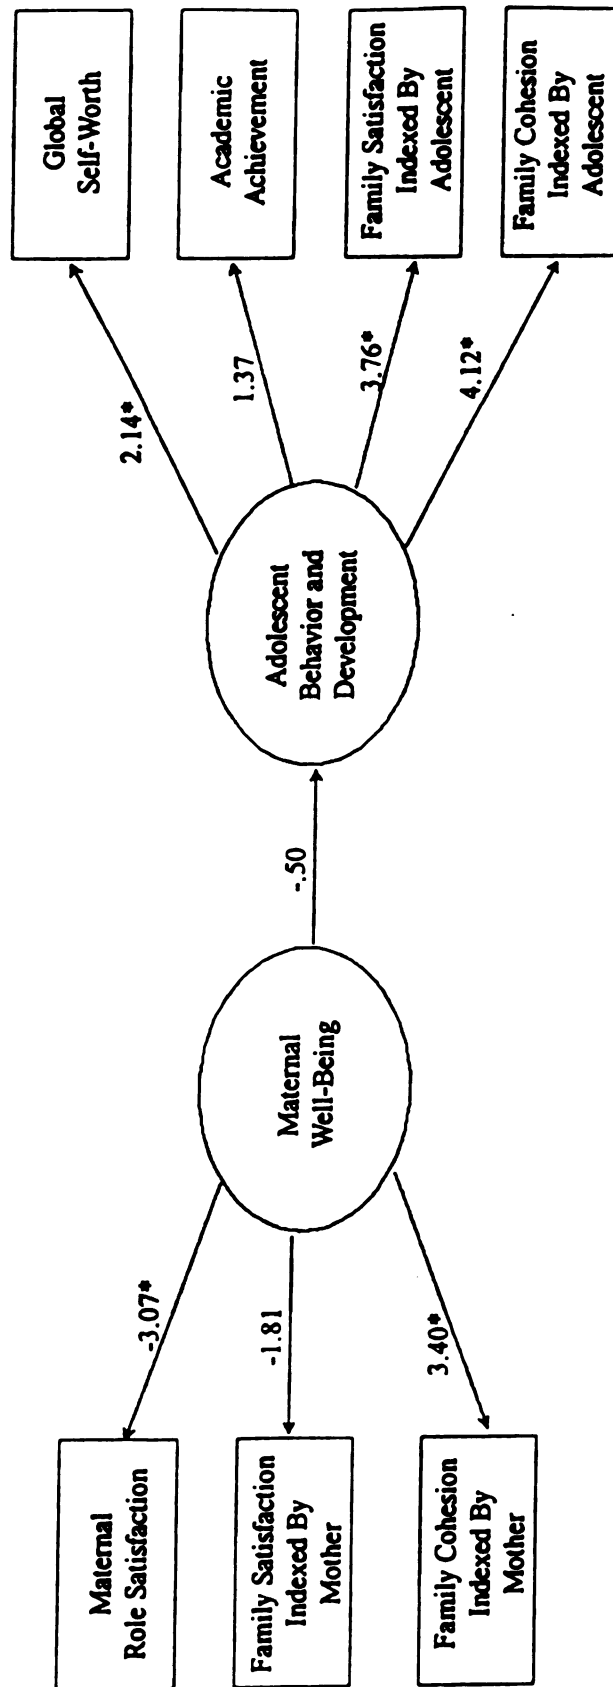 Maternal
Role Satisfaction
Family Satisfaction
Indexed By
Mother
Family Cohesion
Indexed By
Mother
-3.07*
-1.81
3.40*
Maternal
Well-Being
-.50
Adolescent
Behavior and
Development
2.14*
1.37
3.76*
4.12*
Global
Self-Worth
Academic
Achievement
Family Satisfaction
Indexed By
Adolescent
Family Cohesion
Indexed By
Adolescent